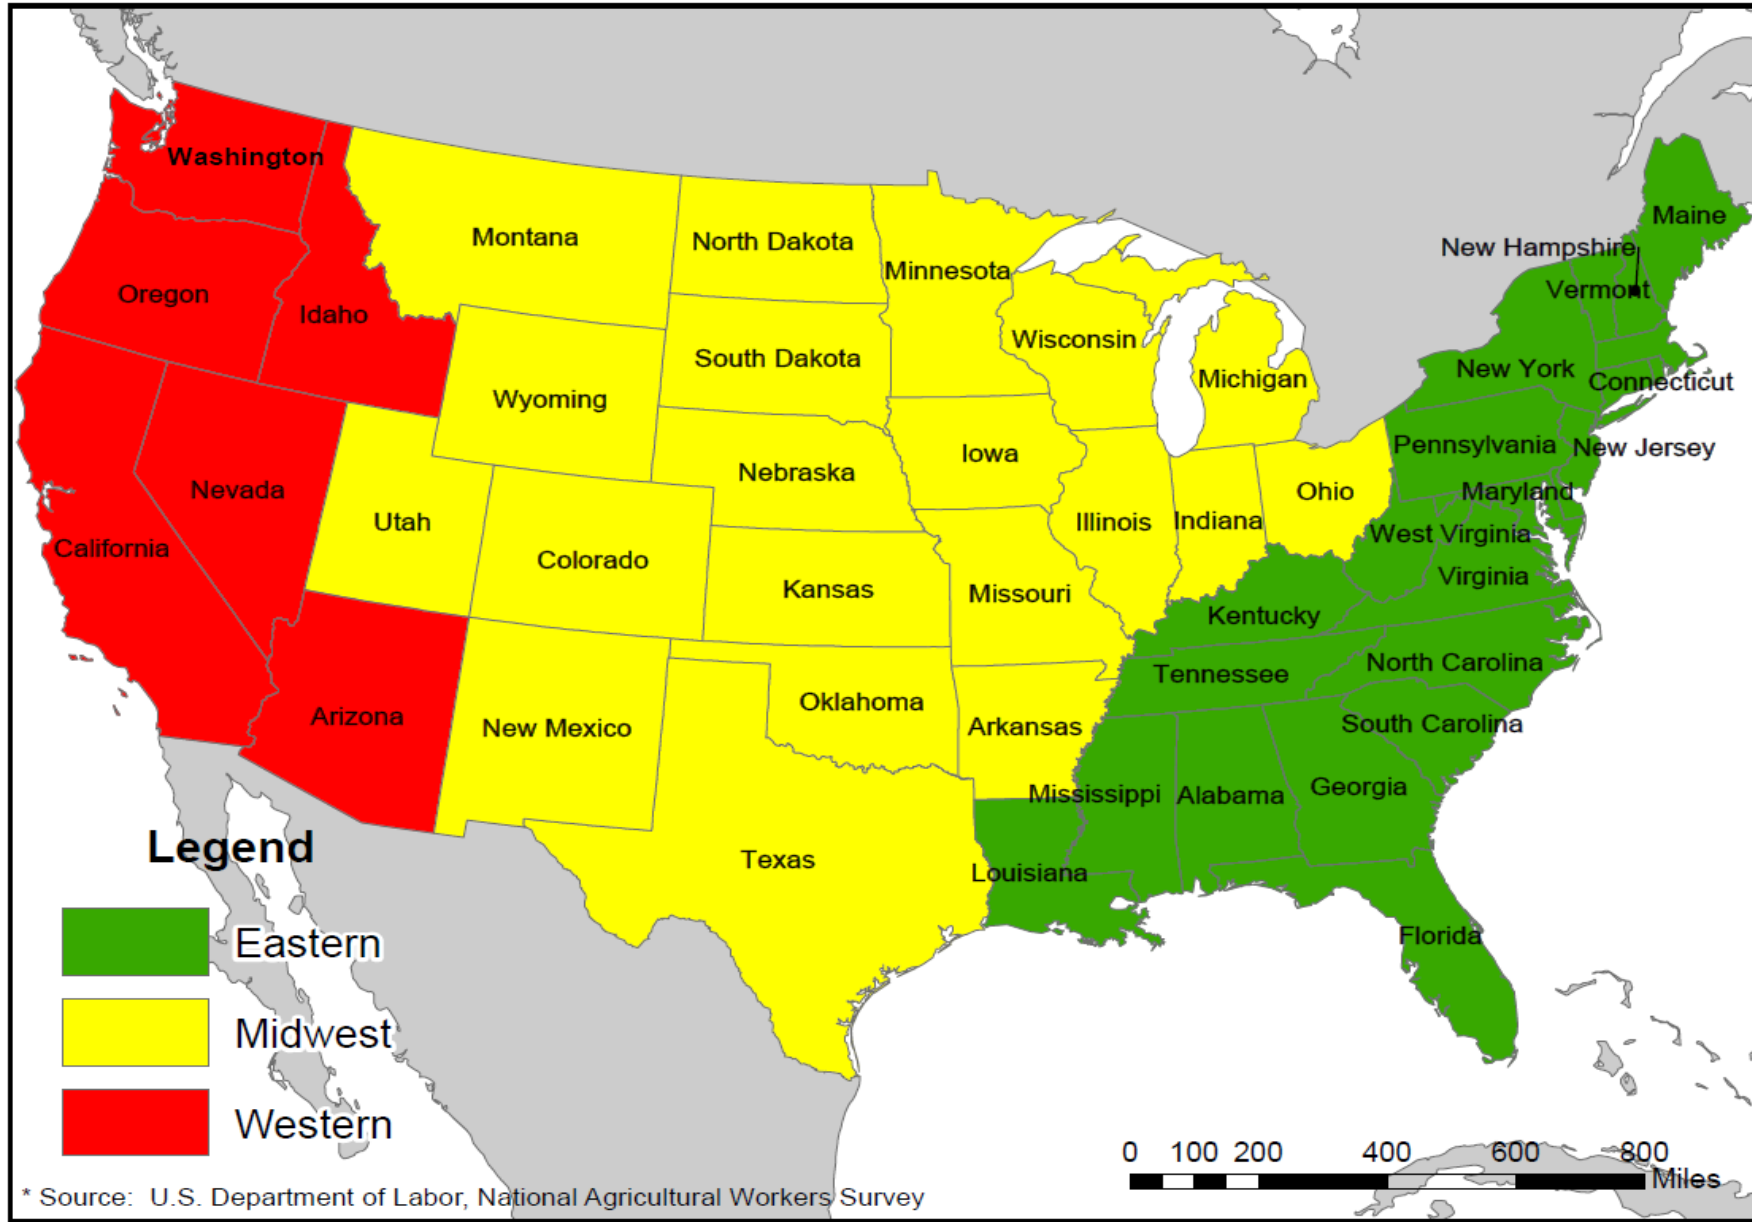 Washington
Montana
North Dakota
Minnesota
Maine
New Hampshire
Vermont
Oregon
Idaho
Wisconsin
South Dakota
New York
Michigan
Connecticut
Wyoming
Pennsylvania
New Jersey
Iowa
Nebraska
Nevada
Ohio
Maryland
Utah
Illinois
Indiana
West Virginia
California
Colorado
Virginia
Kansas
Missouri
Kentucky
North Carolina
Tennessee
Oklahoma
Arizona
New Mexico
Arkansas
South Carolina
Mississippi
Alabama
Georgia
Texas
Louisiana
Florida
Legend
Eastern
Midwest
Western
0 100 200 400 600 800
Miles
* Source: U.S. Department of Labor, National Agricultural Workers Survey